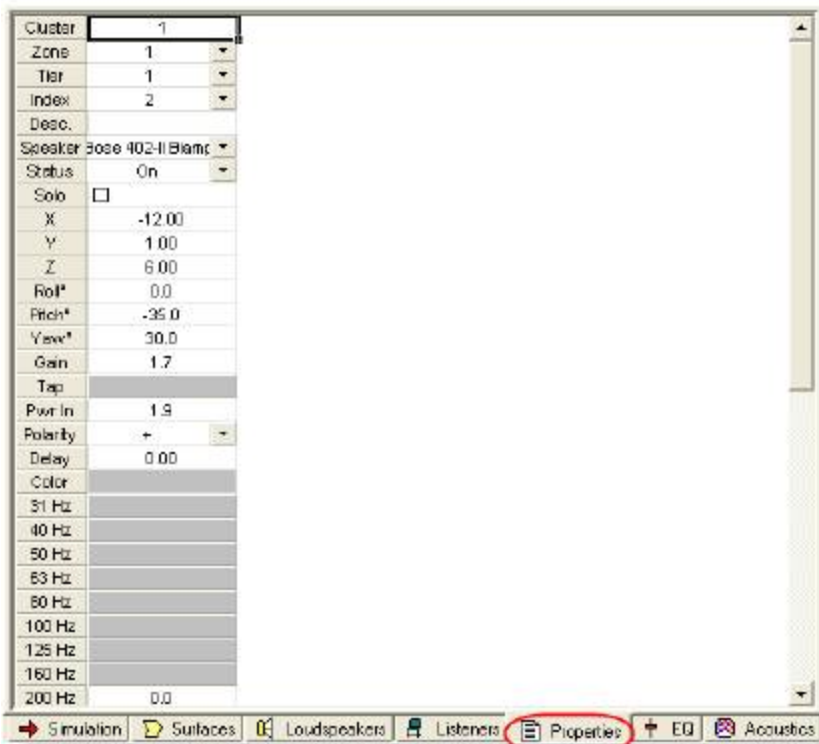 Cluster 1
Zone 1
Tier 1
Index 2
Desc.
Speaker Bose 402-II Biamp
Status On
Solo
X -12.00
Y 1.00
Z 6.00
Roll° 0.0
Pitch° -35.0
Yaw° 30.0
Gain 1.7
Tap
Pwr In 1.9
Polarity +
Delay 0.00
Color
31 Hz
40 Hz
50 Hz
63 Hz
80 Hz
100 Hz
125 Hz
160 Hz
200 Hz 0.0
Simulation Surfaces Loudspeakers Listeners Properties EQ Acoustics